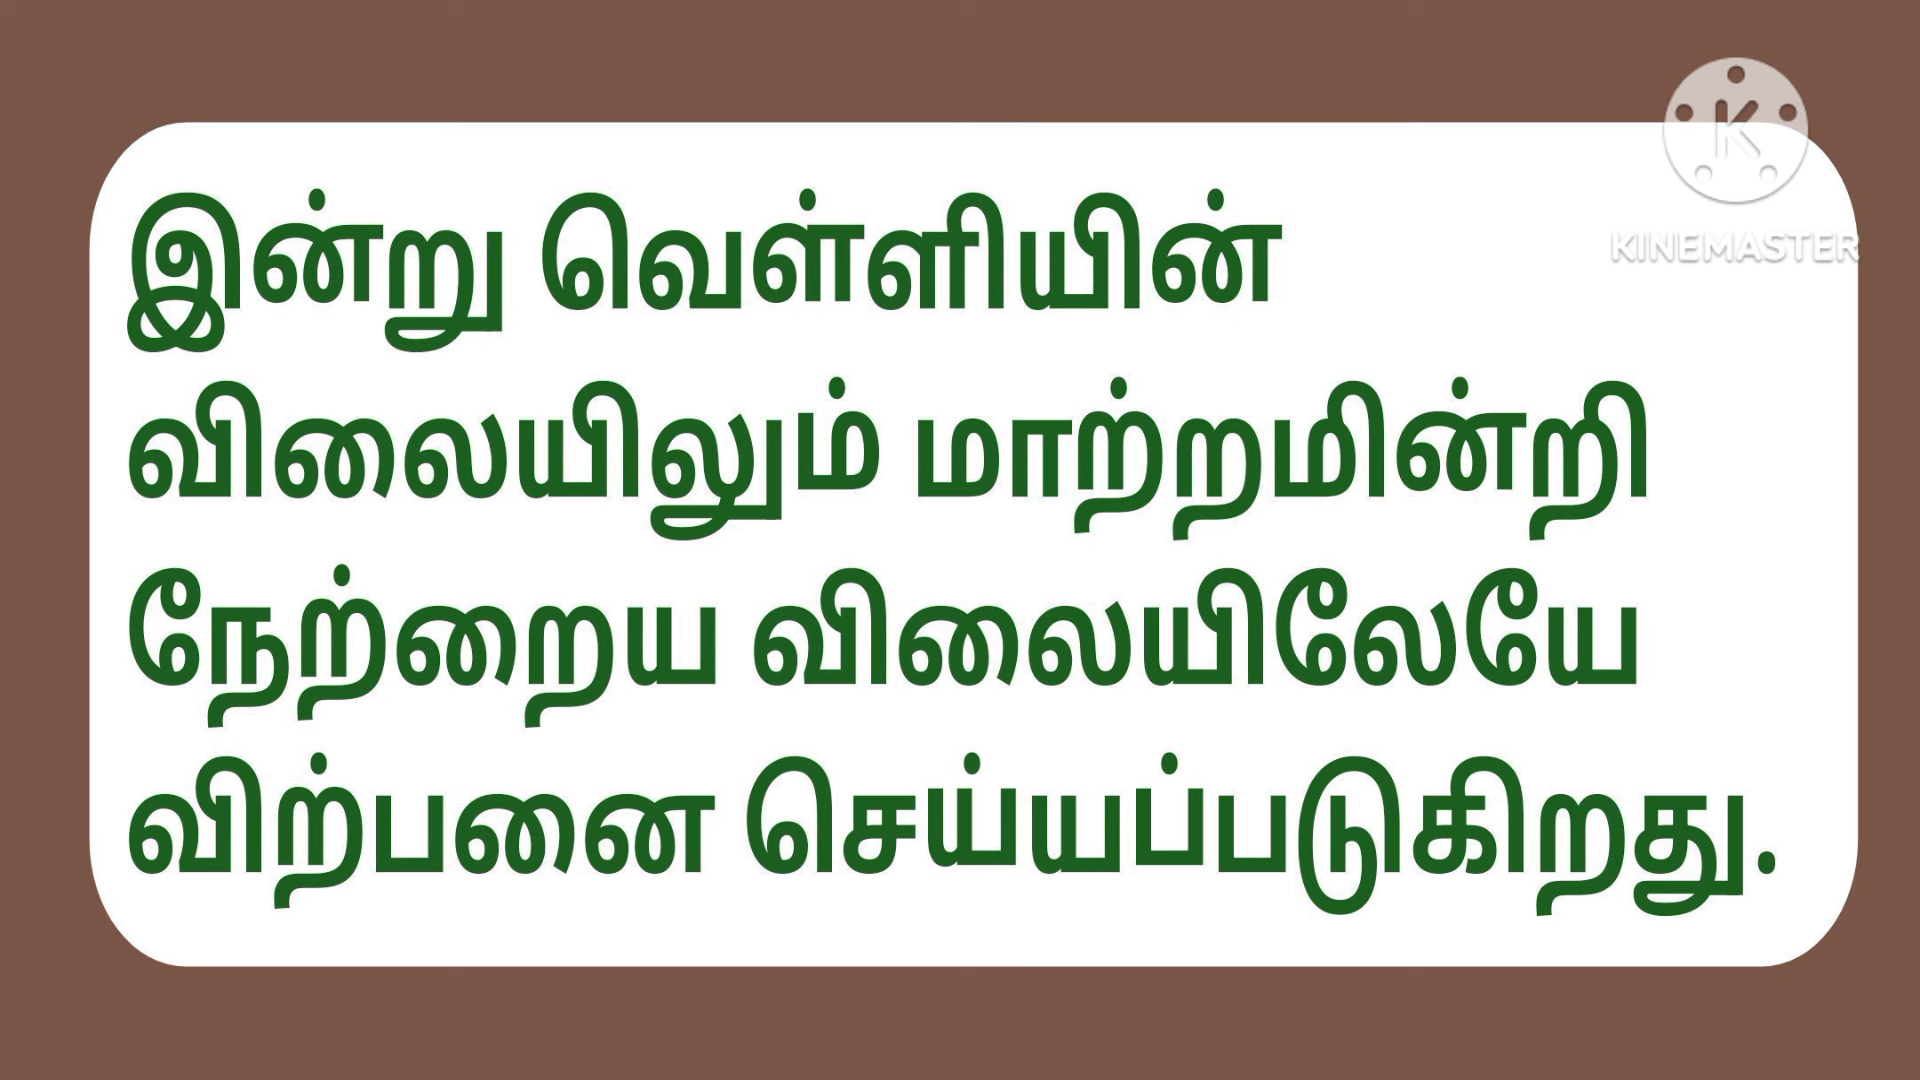 KINEMASTER
இன்று வெள்ளியின்
விலையிலும் மாற்றமின்றி
நேற்றைய விலையிலேயே
விற்பனை செய்யப்படுகிறது.